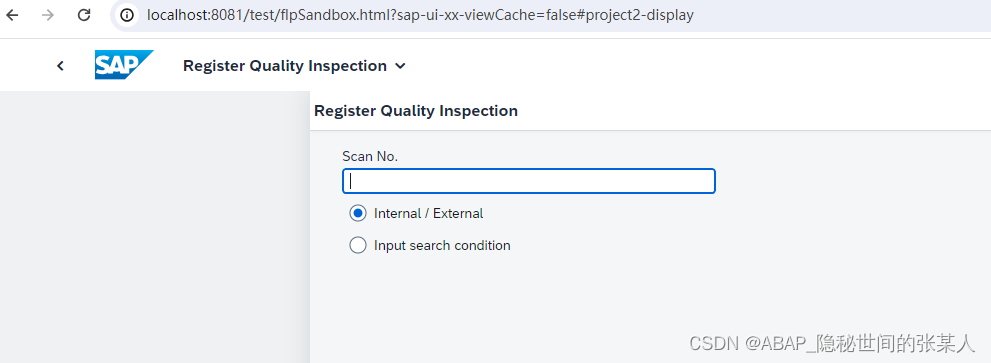 localhost:8081/test/flpSandbox.html?sap-ui-xx-viewCache=false#project2-display
SAP Register Quality Inspection
Register Quality Inspection
Scan No.
Internal / External
Input search condition
CSDN @ABAP_隐秘世间的张某人